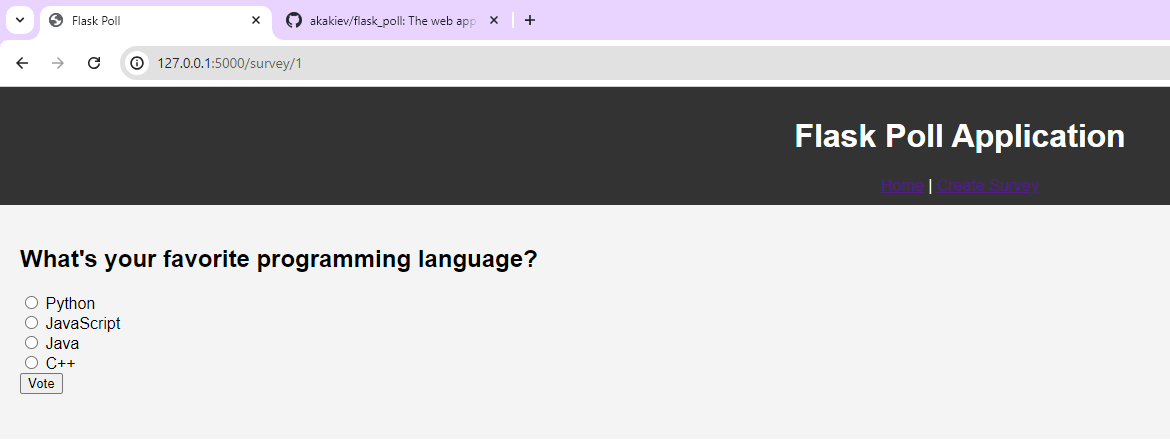 Flask Poll
akakiev/flask_poll: The web app
127.0.0.1:5000/survey/1
Flask Poll Application
Home | Create Survey
What's your favorite programming language?
Python
JavaScript
Java
C++
Vote